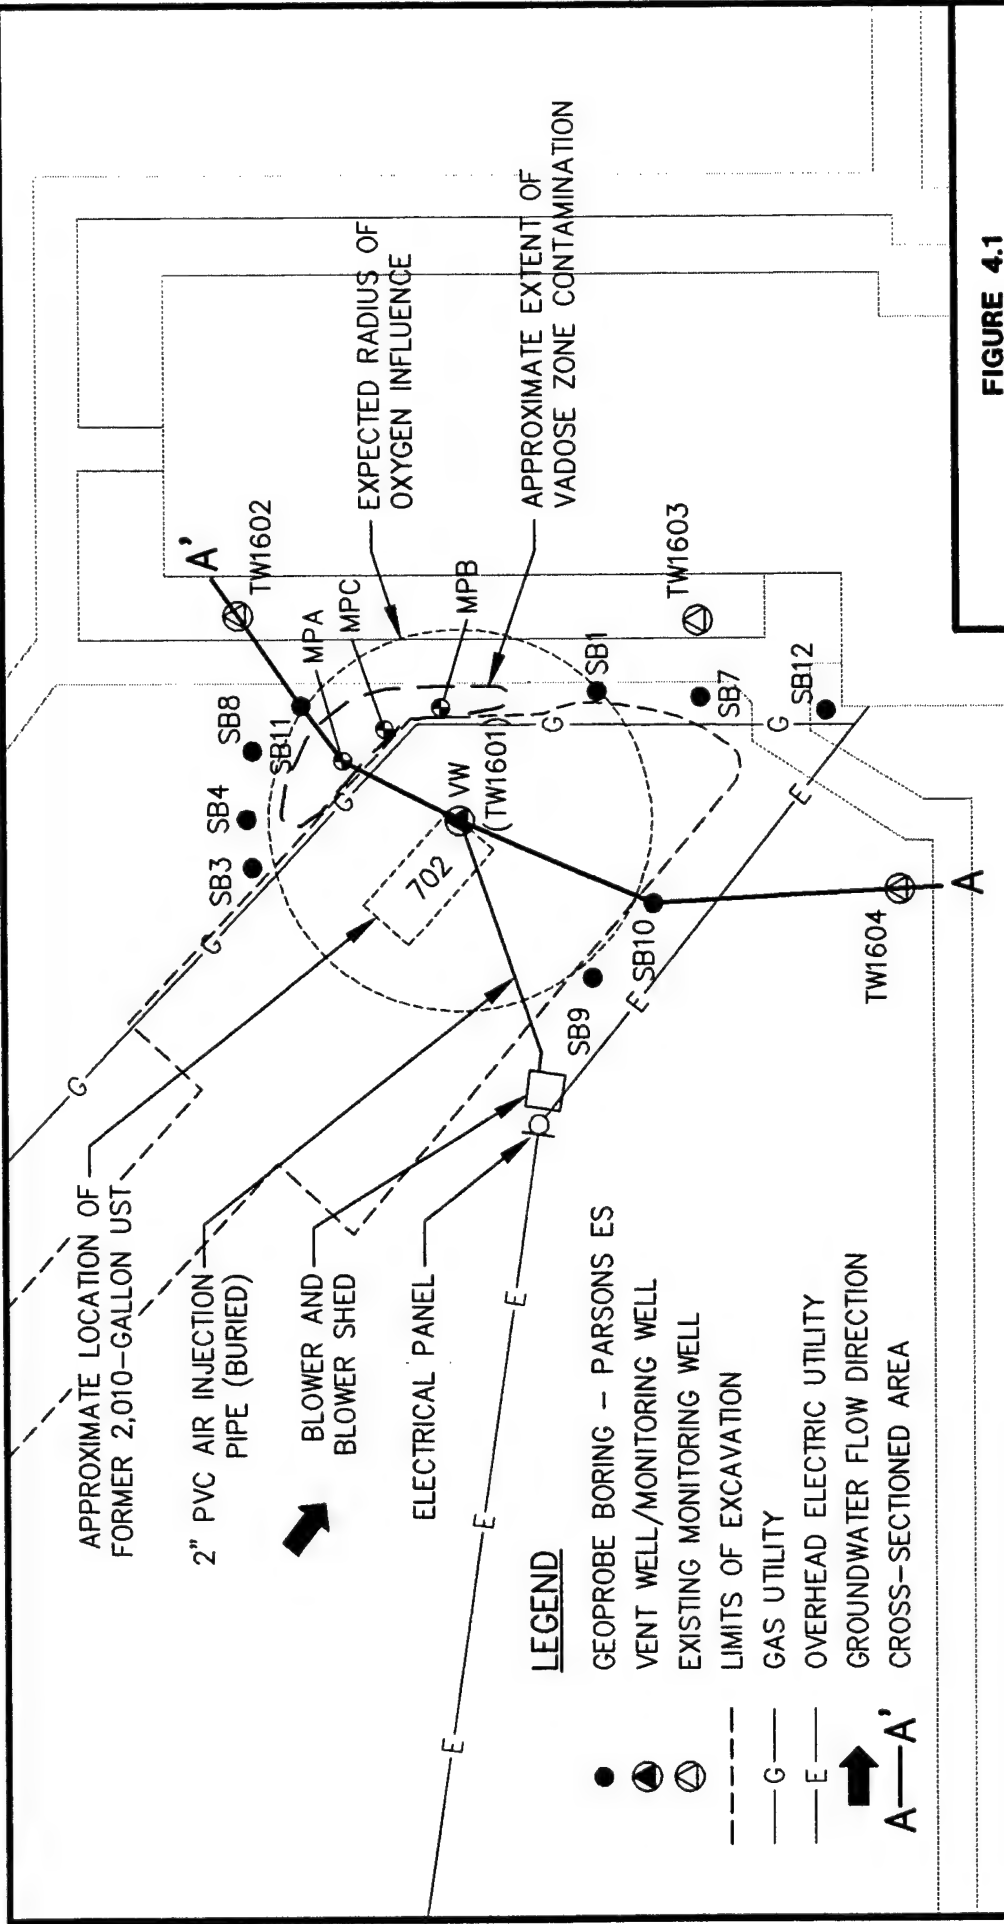 APPROXIMATE LOCATION OF
FORMER 2,010-GALLON UST
2" PVC AIR INJECTION
PIPE (BURIED)
BLOWER AND
BLOWER SHED
ELECTRICAL PANEL
SB3
SB4
SB8
SB11
MPA
MPC
MPB
A'
TW1602
EXPECTED RADIUS OF
OXYGEN INFLUENCE
APPROXIMATE EXTENT OF
VADOSE ZONE CONTAMINATION
702
VW
(TW1601)
SB1
TW1603
SB7
SB12
SB9
SB10
TW1604
A
G
G
G
G
G
E
E
E
E
E
LEGEND
GEOPROBE BORING - PARSONS ES
VENT WELL/MONITORING WELL
EXISTING MONITORING WELL
LIMITS OF EXCAVATION
G GAS UTILITY
E OVERHEAD ELECTRIC UTILITY
GROUNDWATER FLOW DIRECTION
A A' CROSS-SECTIONED AREA
FIGURE 4.1